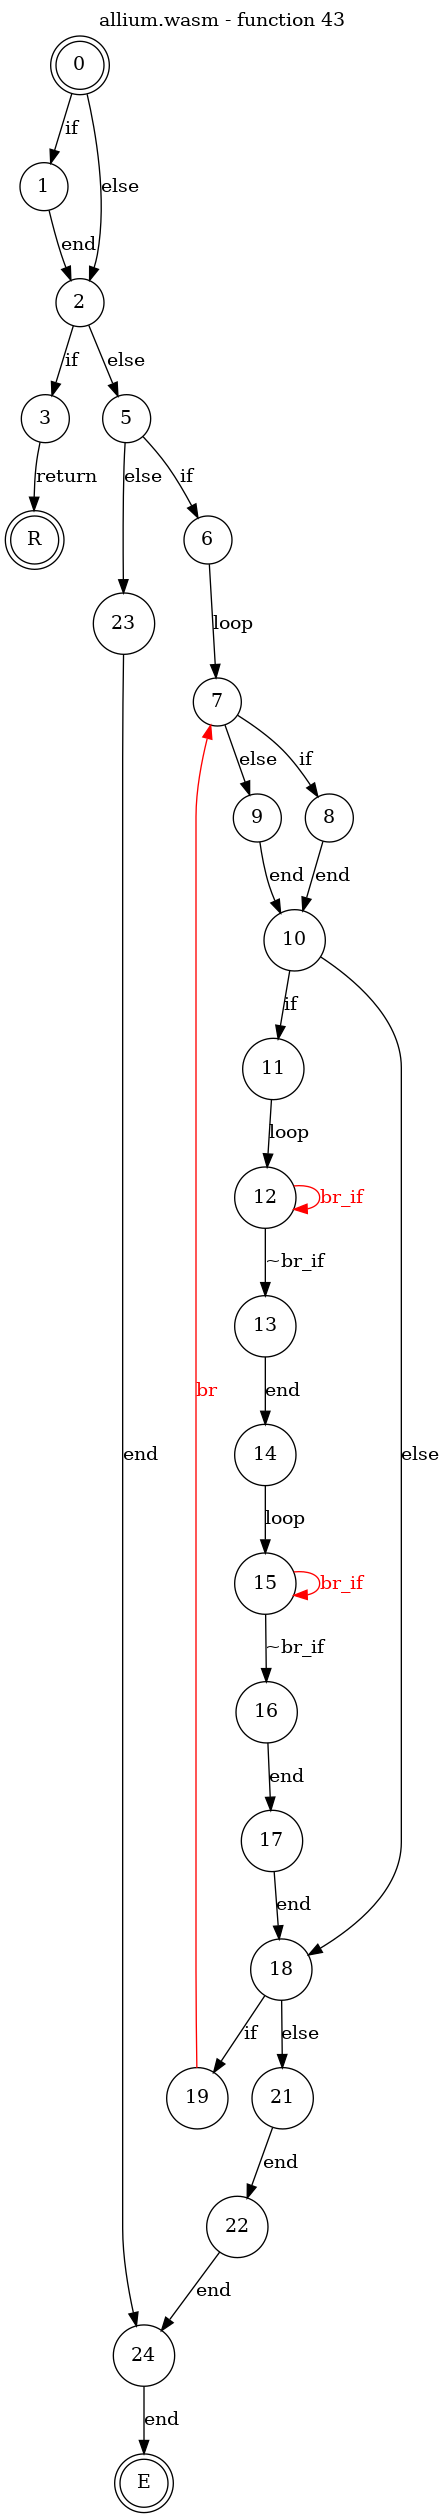 allium.wasm - function 43
0
if
1
else
end
2
if
else
3
5
return
else
if
R
6
23
loop
7
else
if
9
8
end
end
10
if
11
loop
12
br_if
~br_if
13
br
end
end
else
14
loop
15
br_if
~br_if
16
end
17
end
18
if
else
19
21
end
22
end
24
end
E